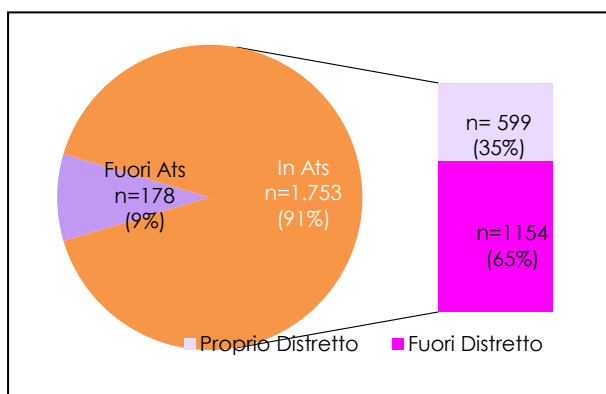 Fuori Ats
n=178
(9%)
In Ats
n=1.753
(91%)
n= 599
(35%)
n=1154
(65%)
Proprio Distretto
Fuori Distretto